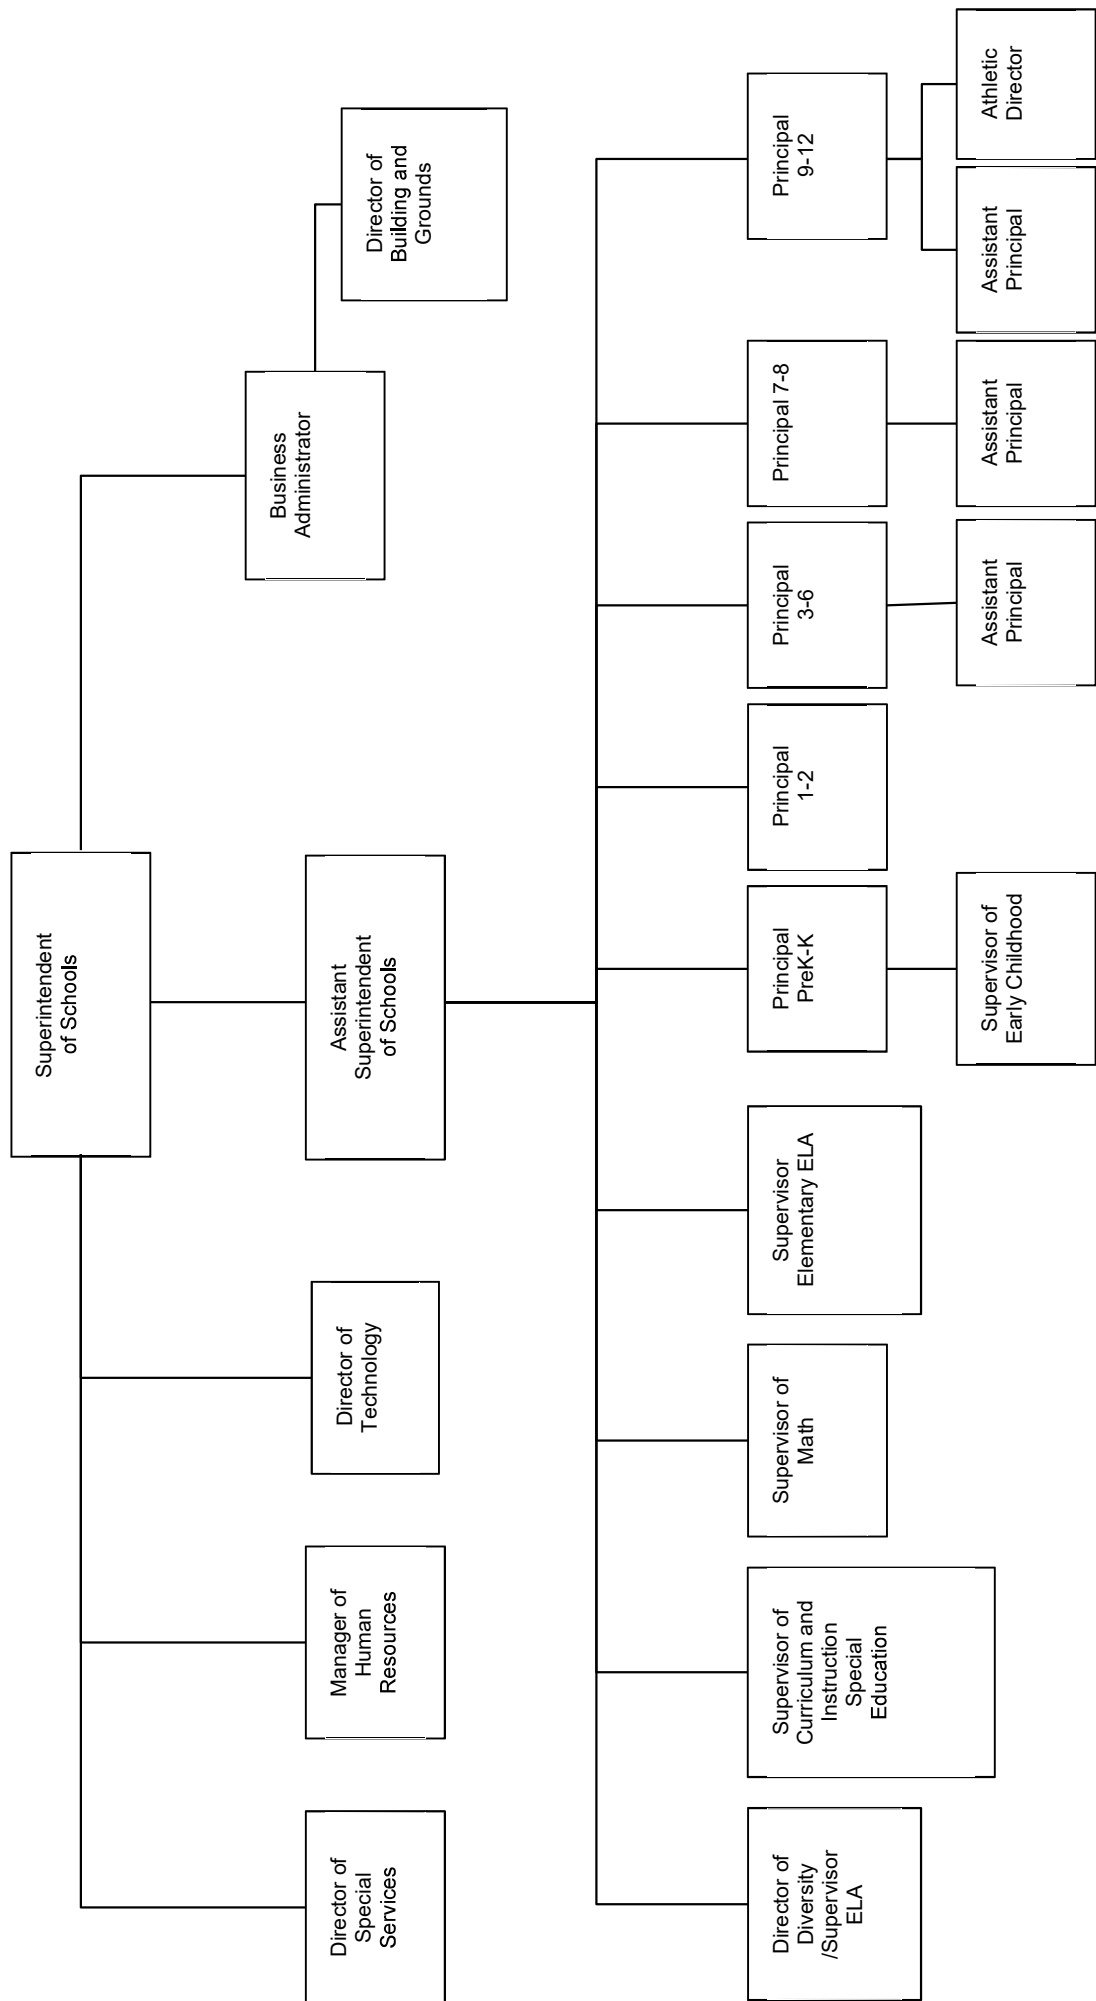 Superintendent
of Schools
Business
Administrator
Director of
Building and
Grounds
Director of
Special
Services
Manager of
Human
Resources
Director of
Technology
Assistant
Superintendent
of Schools
Director of
Diversity
/Supervisor
ELA
Supervisor of
Curriculum and
Instruction
Special
Education
Supervisor of
Math
Supervisor
Elementary ELA
Principal
PreK-K
Principal
1-2
Principal
3-6
Principal 7-8
Principal
9-12
Supervisor of
Early Childhood
Assistant
Principal
Assistant
Principal
Assistant
Principal
Athletic
Director